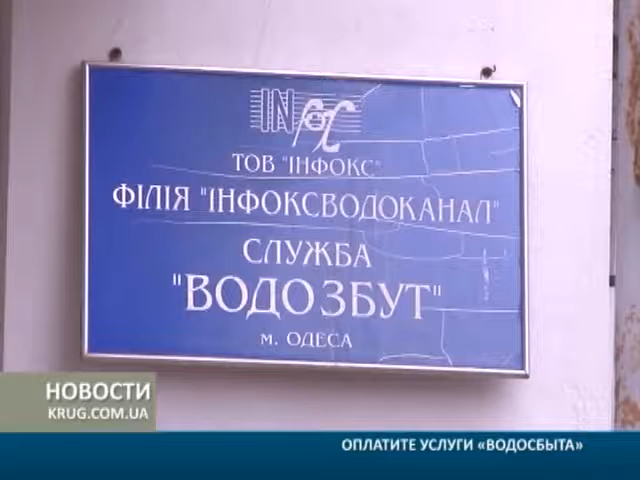 INFOX
ТОВ "ІНФОКС"
ФІЛІЯ "ІНФОКСВОДОКАНАЛ"
СЛУЖБА
"ВОДОЗБУТ"
м. ОДЕСА
НОВОСТИ
KRUG.COM.UA
ОПЛАТИТЕ УСЛУГИ «ВОДОСБЫТА»